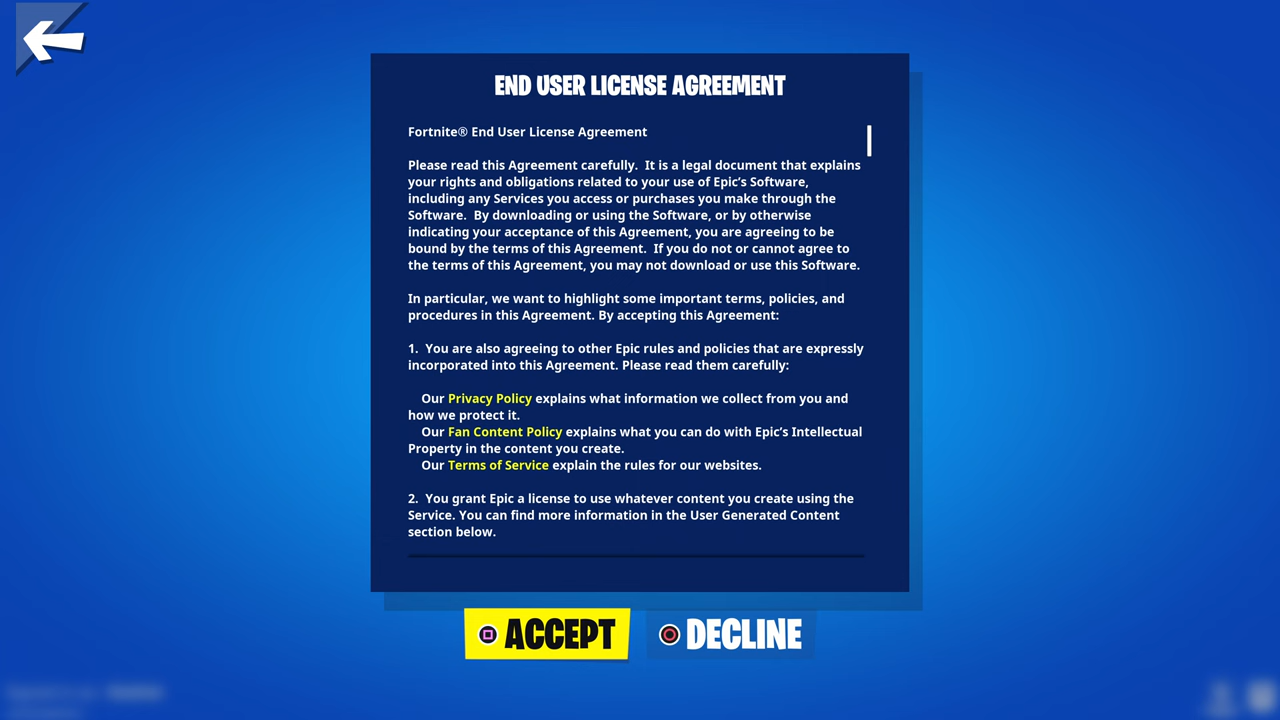 END USER LICENSE AGREEMENT
Fortnite® End User License Agreement
Please read this Agreement carefully.  It is a legal document that explains
your rights and obligations related to your use of Epic’s Software,
including any Services you access or purchases you make through the
Software.  By downloading or using the Software, or by otherwise
indicating your acceptance of this Agreement, you are agreeing to be
bound by the terms of this Agreement.  If you do not or cannot agree to
the terms of this Agreement, you may not download or use this Software.
In particular, we want to highlight some important terms, policies, and
procedures in this Agreement. By accepting this Agreement:
1.  You are also agreeing to other Epic rules and policies that are expressly
incorporated into this Agreement. Please read them carefully:
Our Privacy Policy explains what information we collect from you and
how we protect it.
Our Fan Content Policy explains what you can do with Epic’s Intellectual
Property in the content you create.
Our Terms of Service explain the rules for our websites.
2.  You grant Epic a license to use whatever content you create using the
Service. You can find more information in the User Generated Content
section below.
ACCEPT DECLINE